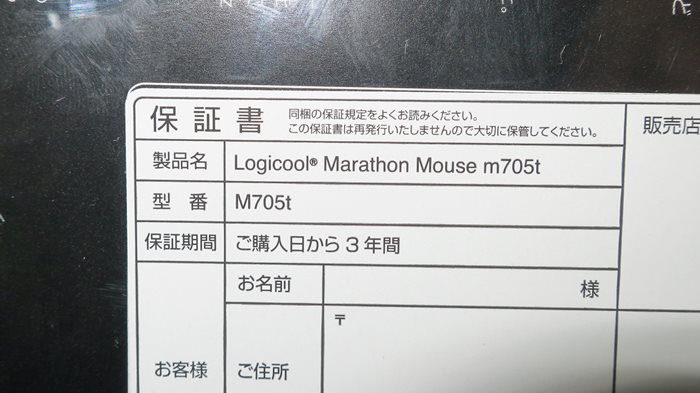 保証書
同梱の保証規定をよくお読みください。
この保証書は再発行いたしませんので大切に保管してください。
販売店
製品名 Logicool® Marathon Mouse m705t
型番 M705t
保証期間 ご購入日から3年間
お客様
お名前 様
ご住所 〒